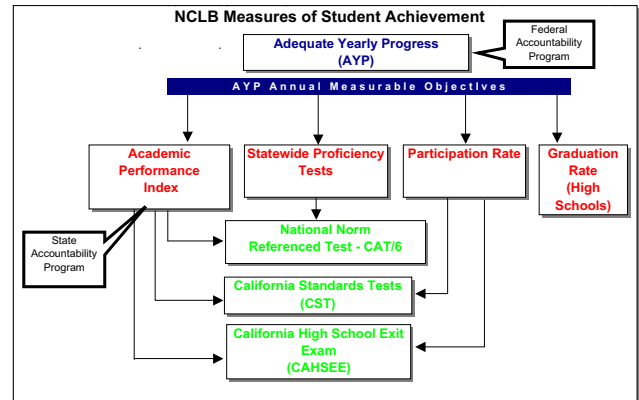 NCLB Measures of Student Achievement
Adequate Yearly Progress
(AYP)
Federal
Accountability
Program
AYP Annual Measurable Objectives
Academic
Performance
Index
Statewide Proficiency
Tests
Participation Rate
Graduation
Rate
(High
Schools)
State
Accountability
Program
National Norm
Referenced Test - CAT/6
California Standards Tests
(CST)
California High School Exit
Exam
(CAHSEE)